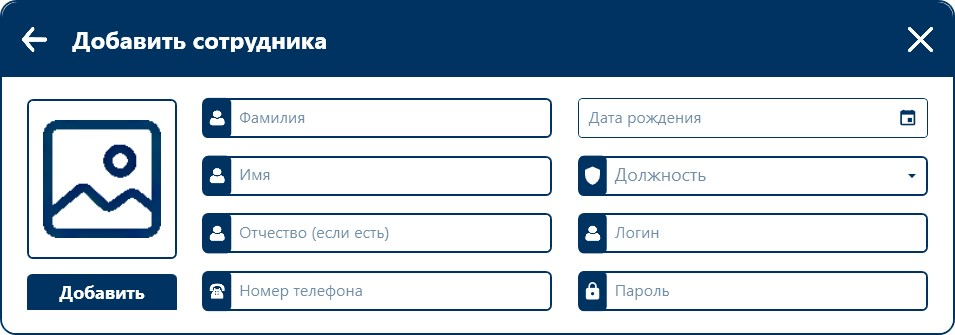 Добавить сотрудника
Фамилия
Дата рождения
Имя
Должность
Отчество (если есть)
Логин
Номер телефона
Пароль
Добавить